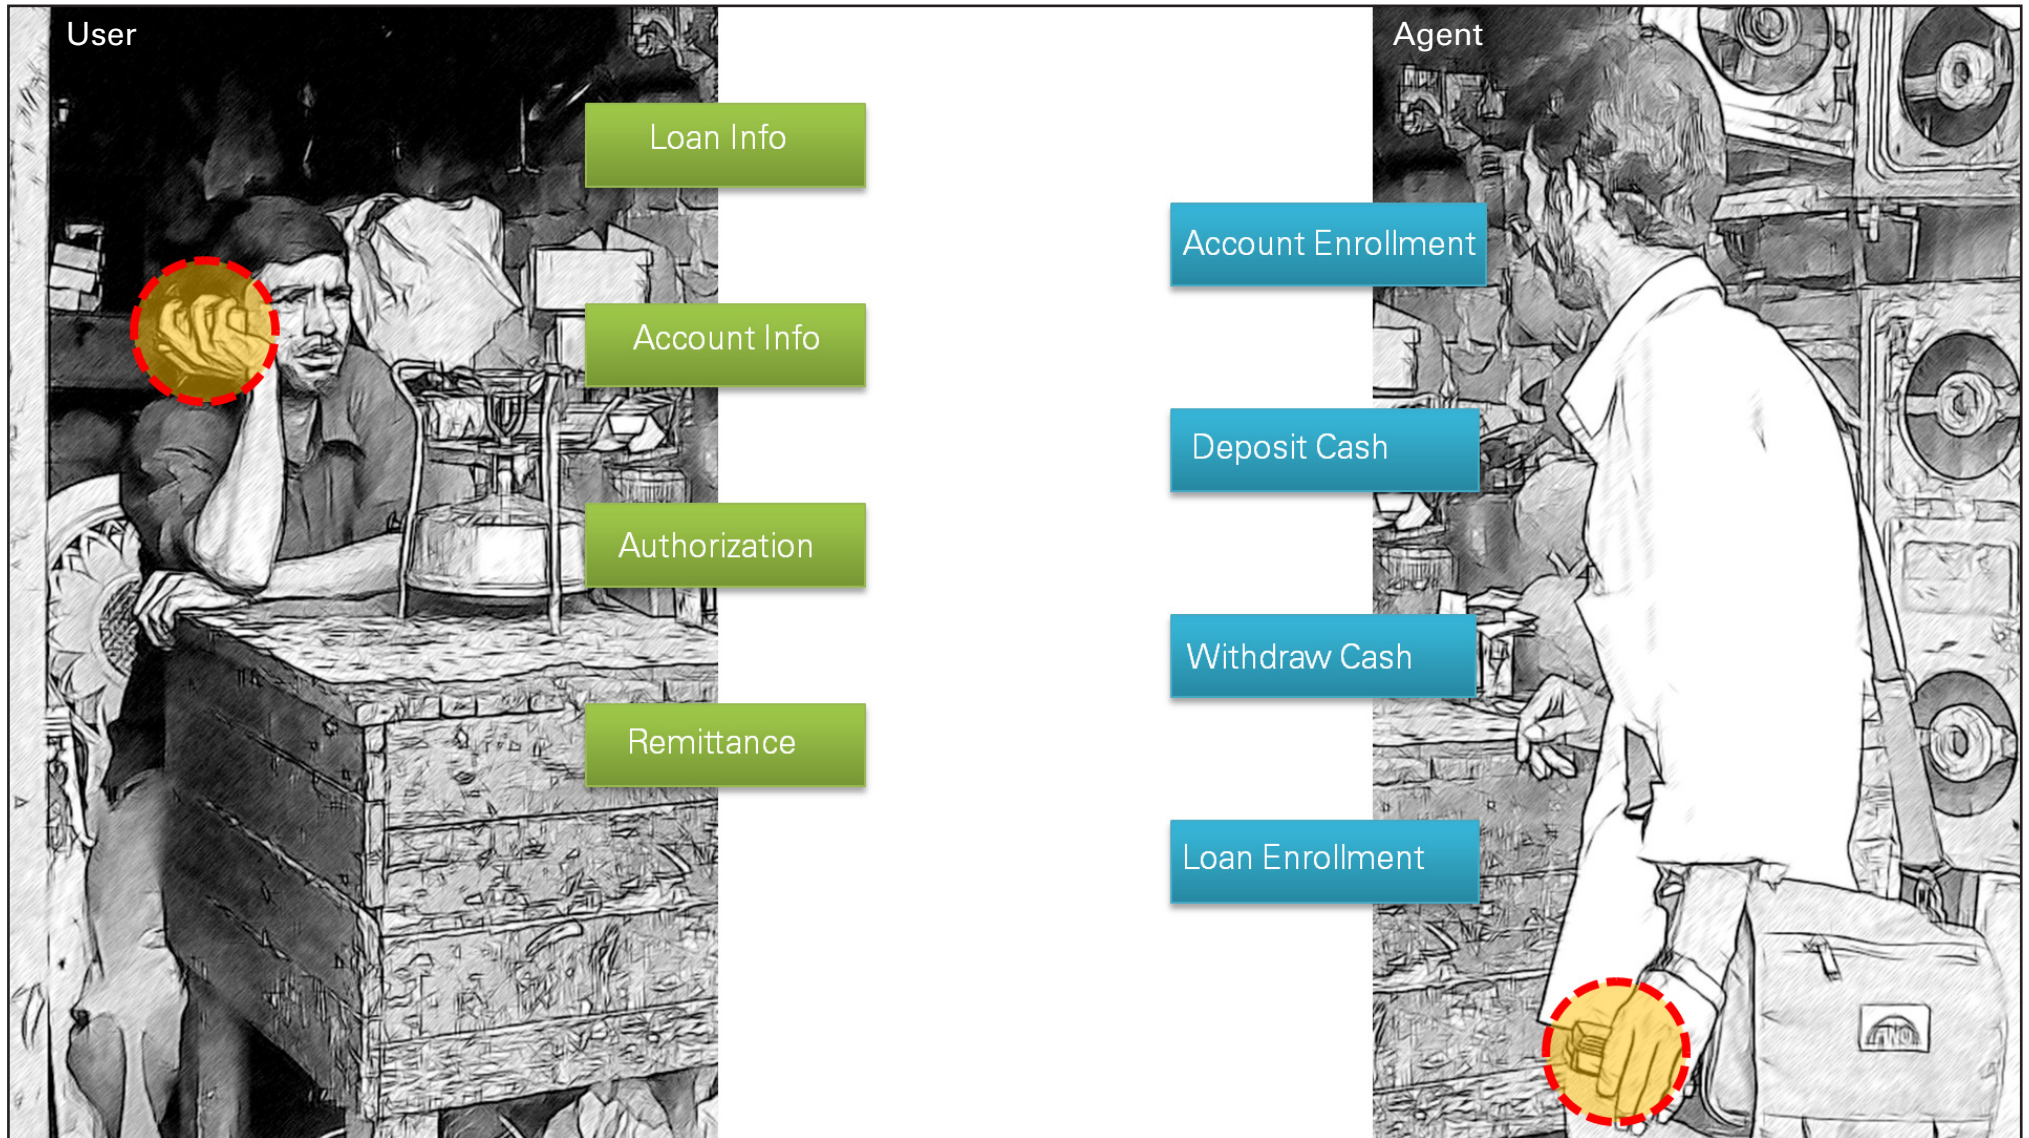 User
Agent
Loan Info
Account Enrollment
Account Info
Deposit Cash
Authorization
Withdraw Cash
Remittance
Loan Enrollment